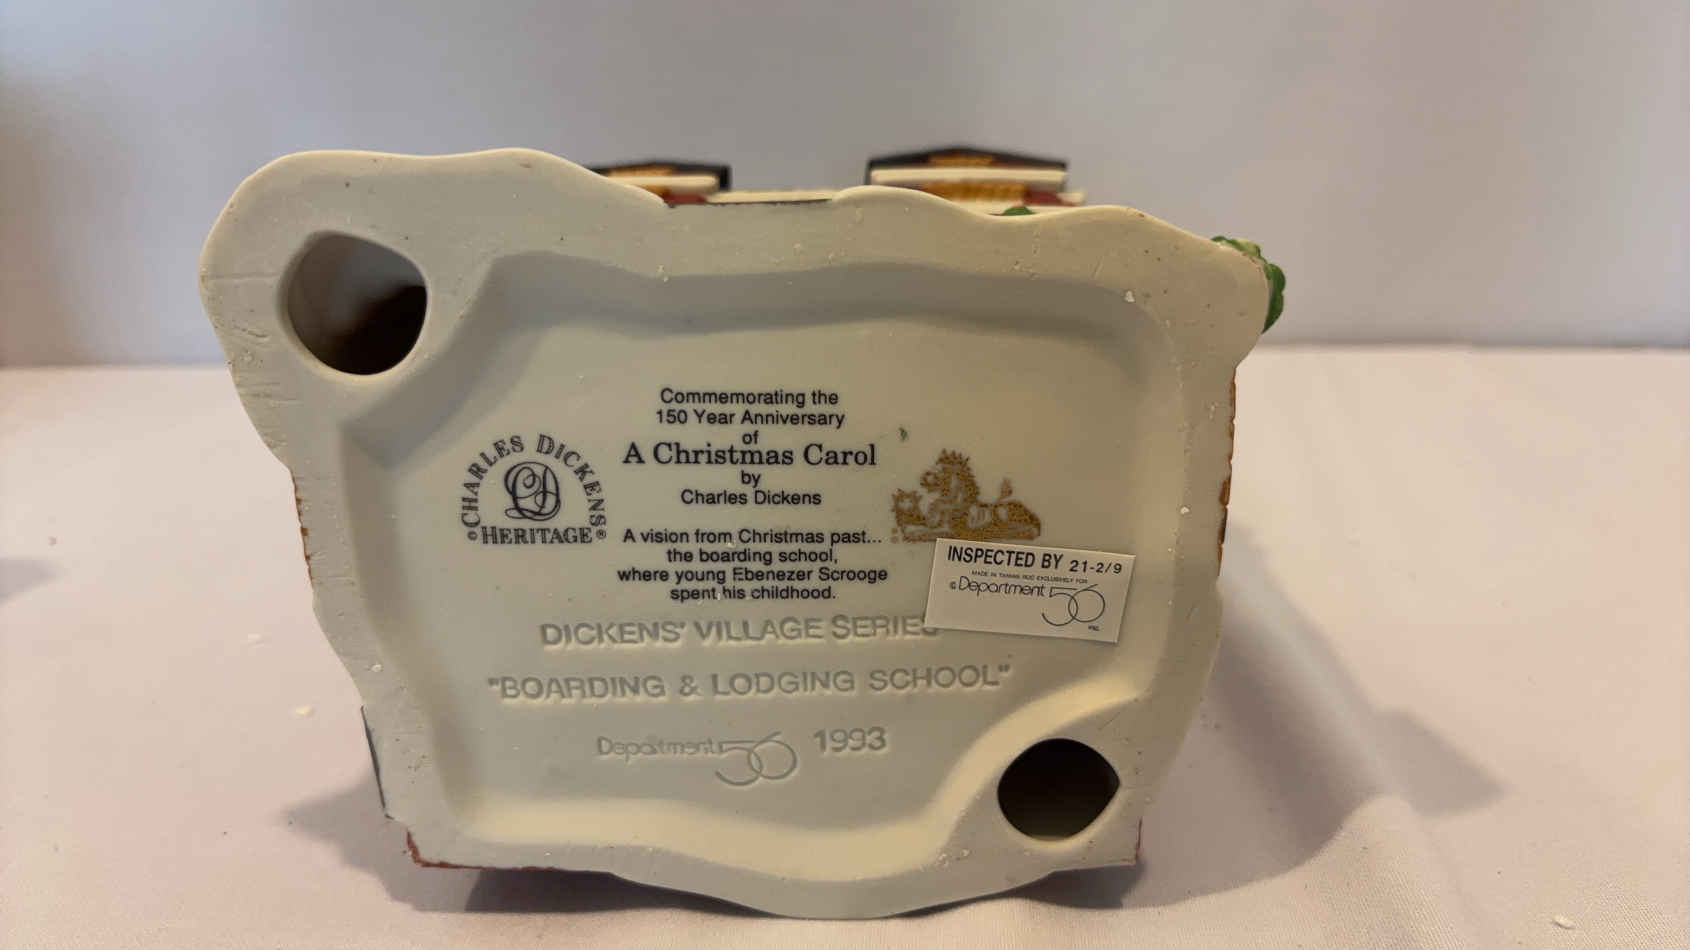 Commemorating the
150 Year Anniversary
of
A Christmas Carol
by
Charles Dickens
A vision from Christmas past...
the boarding school,
where young Ebenezer Scrooge
spent his childhood.
CHARLES DICKENS
CD
©HERITAGE®
INSPECTED BY 21-2/9
MADE IN TAIWAN ROC EXCLUSIVELY FOR
©Department 56
INC.
DICKENS' VILLAGE SERIES
"BOARDING & LODGING SCHOOL"
Department 56 1993